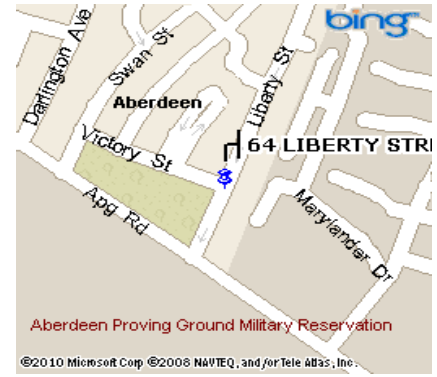 bing
Darlington Ave
Swan St
Liberty St
Aberdeen
Victory St
64 LIBERTY STRE
Apg Rd
Marylander Dr
Aberdeen Proving Ground Military Reservation
©2010 Microsoft Corp ©2008 NAVTEQ, and/or Tele Atlas, Inc.